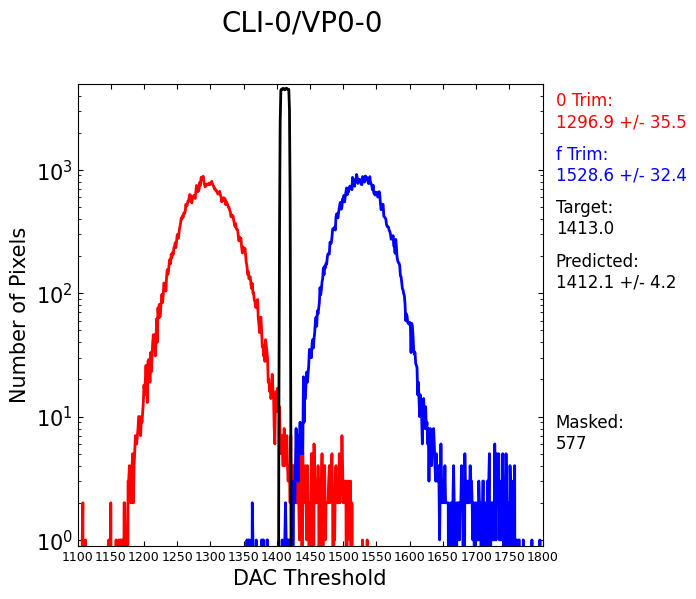 CLI-0/VP0-0
0 Trim:
1296.9 +/- 35.5
f Trim:
1528.6 +/- 32.4
Target:
1413.0
Predicted:
1412.1 +/- 4.2
Masked:
577
Number of Pixels
10³
10²
10¹
10⁰
1100 1150 1200 1250 1300 1350 1400 1450 1500 1550 1600 1650 1700 1750 1800
DAC Threshold